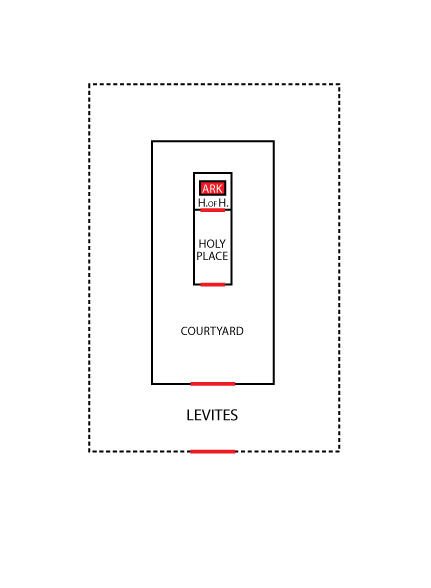 ARK
H.OF H.
HOLY
PLACE
COURTYARD
LEVITES